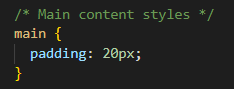 /* Main content styles */
main {
  padding: 20px;
}